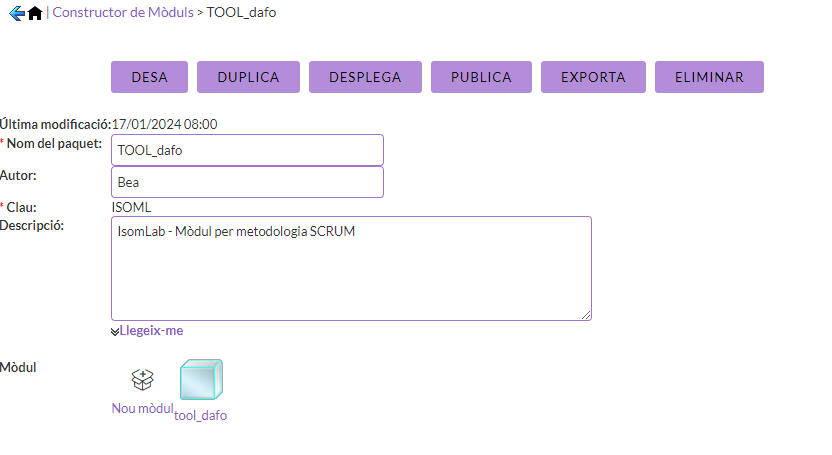 | Constructor de Mòduls > TOOL_dafo
DESA DUPLICA DESPLEGA PUBLICA EXPORTA ELIMINAR
Última modificació:17/01/2024 08:00
* Nom del paquet: TOOL_dafo
Autor: Bea
* Clau: ISOML
Descripció: IsomLab - Mòdul per metodologia SCRUM
Llegeix-me
Mòdul
Nou mòdul tool_dafo